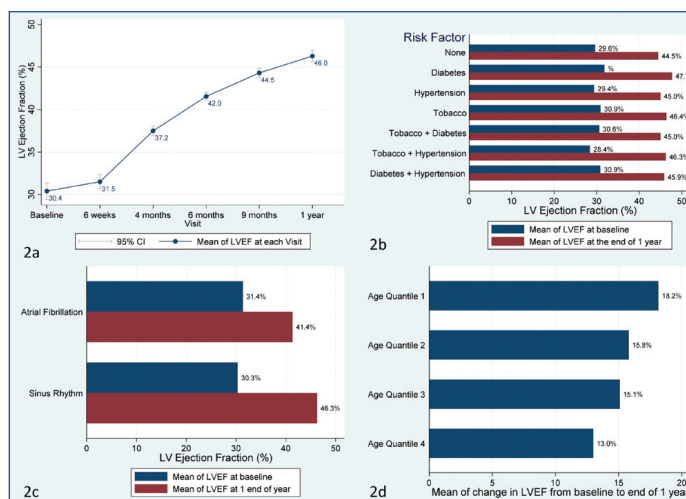 LV Ejection Fraction (%)
50
45
40
35
30
30.4
31.5
37.2
42.0
44.5
46.0
Baseline
6 weeks
4 months
6 months
9 months
1 year
Visit
95% CI
Mean of LVEF at each Visit
2a
Risk Factor
None
29.6%
44.5%
Diabetes
%
47.
Hypertension
29.4%
45.0%
Tobacco
30.9%
46.4%
Tobacco + Diabetes
30.6%
45.0%
Tobacco + Hypertension
28.4%
46.3%
Diabetes + Hypertension
30.9%
45.9%
0 10 20 30 40 50
LV Ejection Fraction (%)
Mean of LVEF at baseline
Mean of LVEF at the end of 1 year
2b
Atrial Fibrillation
31.4%
41.4%
Sinus Rhythm
30.3%
46.3%
0 10 20 30 40 50
LV Ejection Fraction (%)
Mean of LVEF at baseline
Mean of LVEF at 1 end of year
2c
Age Quantile 1
18.2%
Age Quantile 2
15.8%
Age Quantile 3
15.1%
Age Quantile 4
13.0%
0 5 10 15 20
Mean of change in LVEF from baseline to end of 1 year
2d